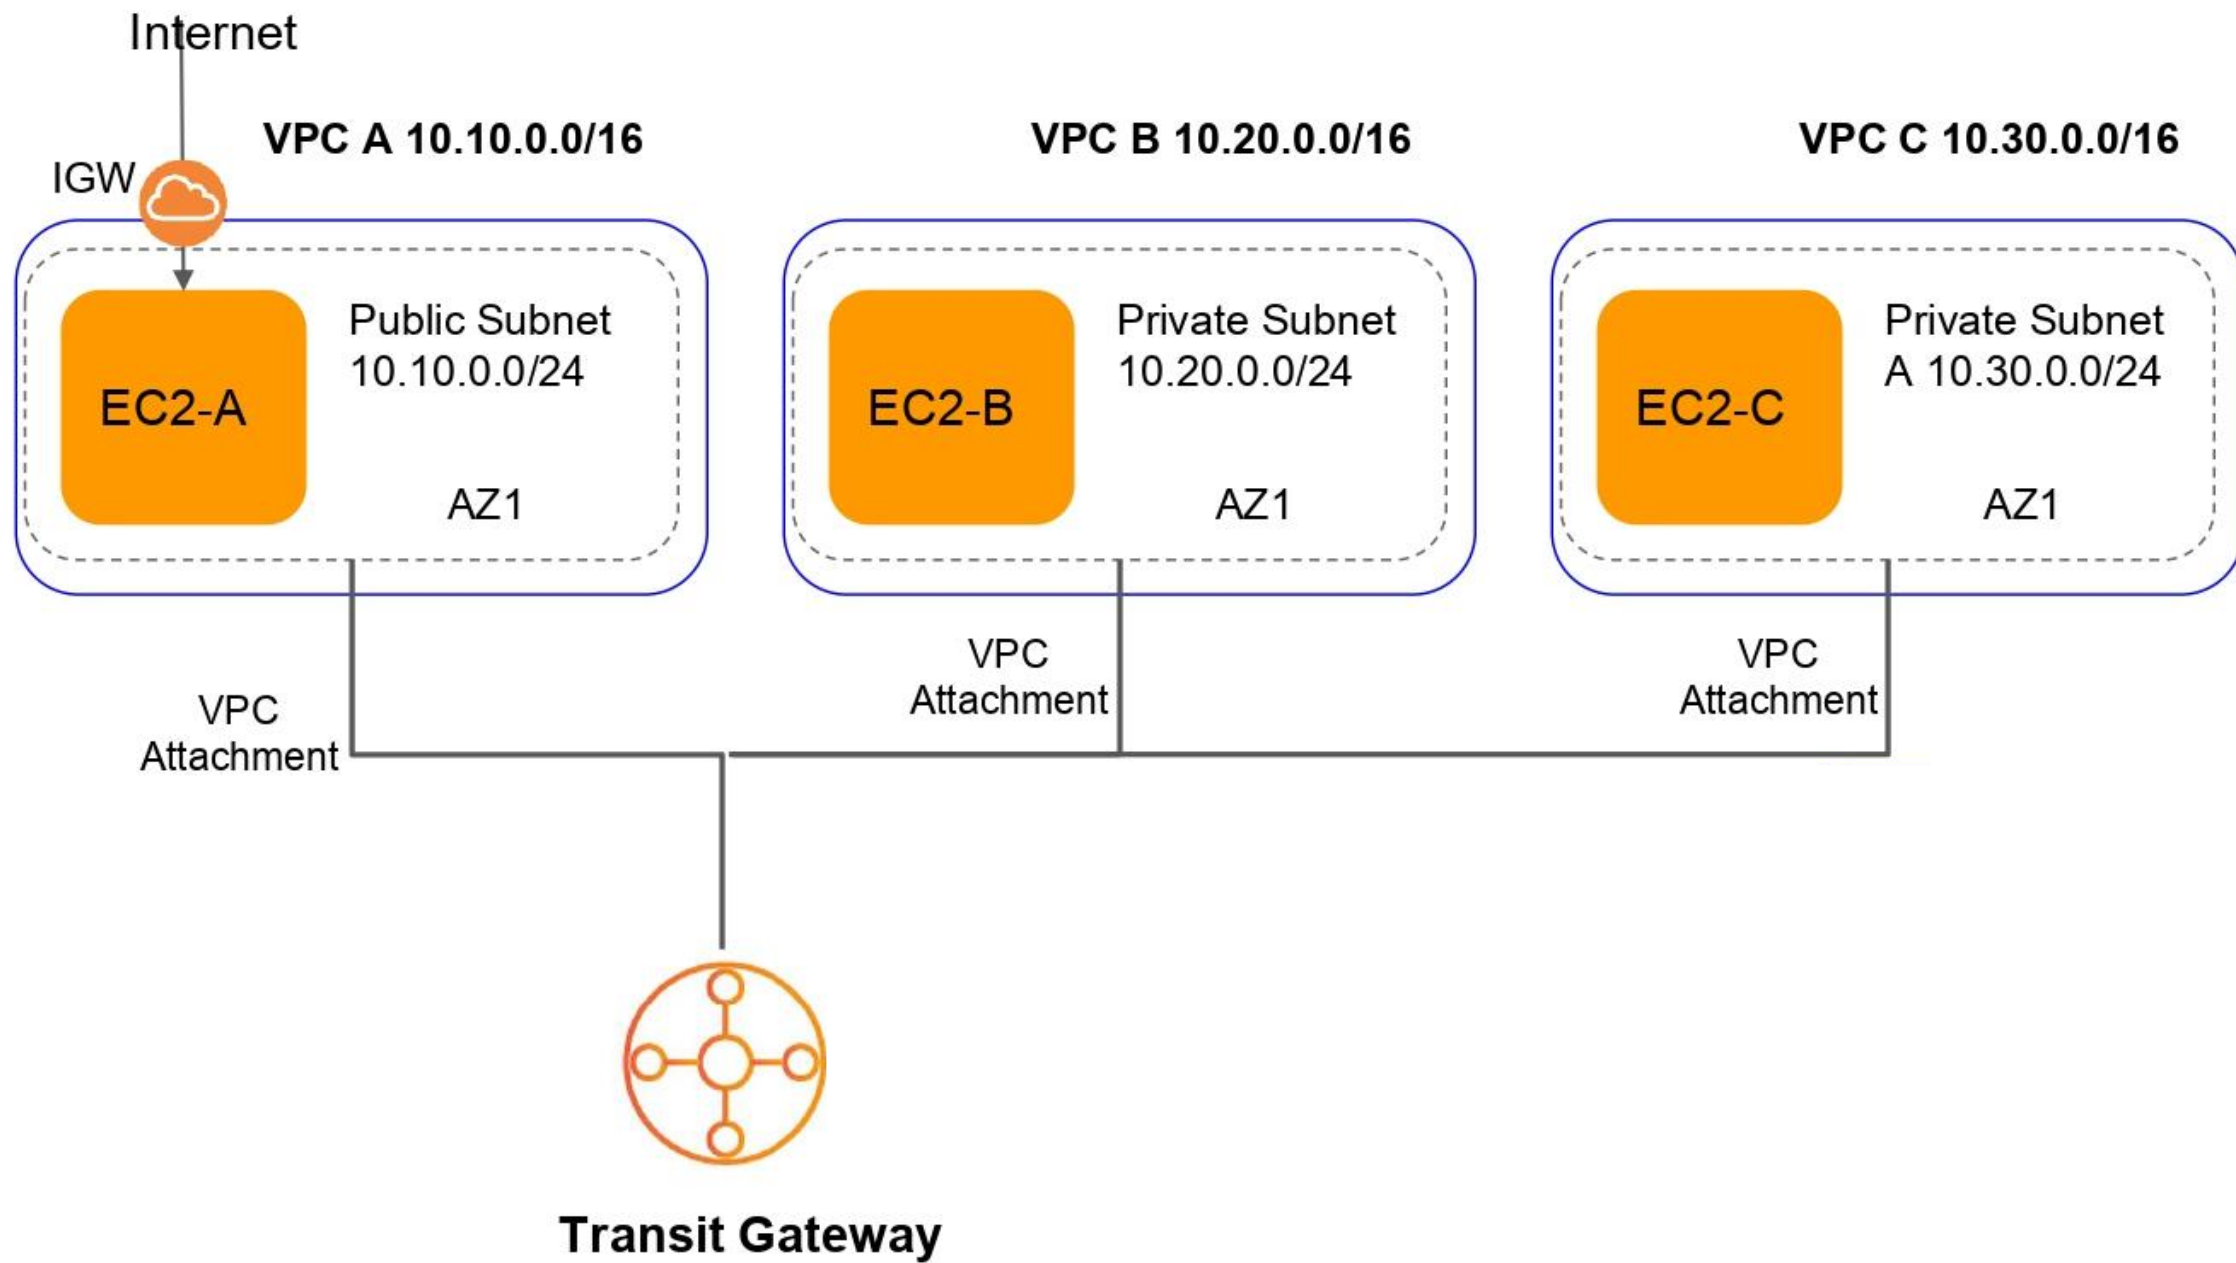 Internet
IGW
VPC A 10.10.0.0/16
VPC B 10.20.0.0/16
VPC C 10.30.0.0/16
EC2-A
Public Subnet
10.10.0.0/24
AZ1
EC2-B
Private Subnet
10.20.0.0/24
AZ1
EC2-C
Private Subnet
A 10.30.0.0/24
AZ1
VPC
Attachment
VPC
Attachment
VPC
Attachment
Transit Gateway